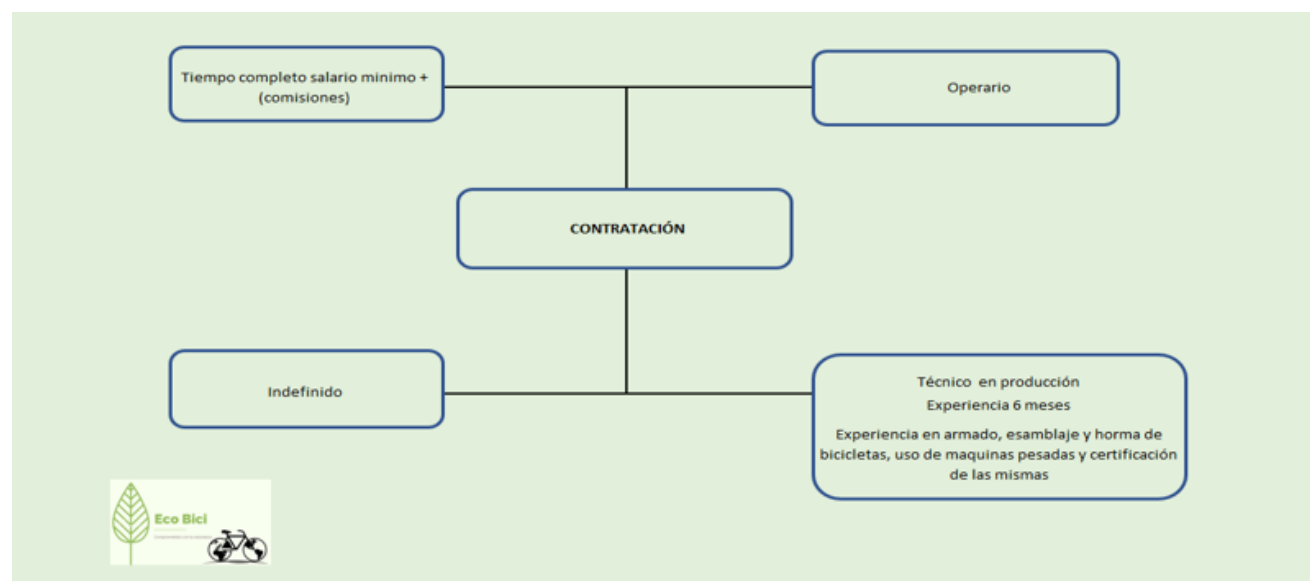 Tiempo completo salario minimo +
(comisiones)
Operario
CONTRATACIÓN
Indefinido
Técnico en producción
Experiencia 6 meses
Experiencia en armado, esamblaje y horma de
bicicletas, uso de maquinas pesadas y certificación
de las mismas
Eco Bici